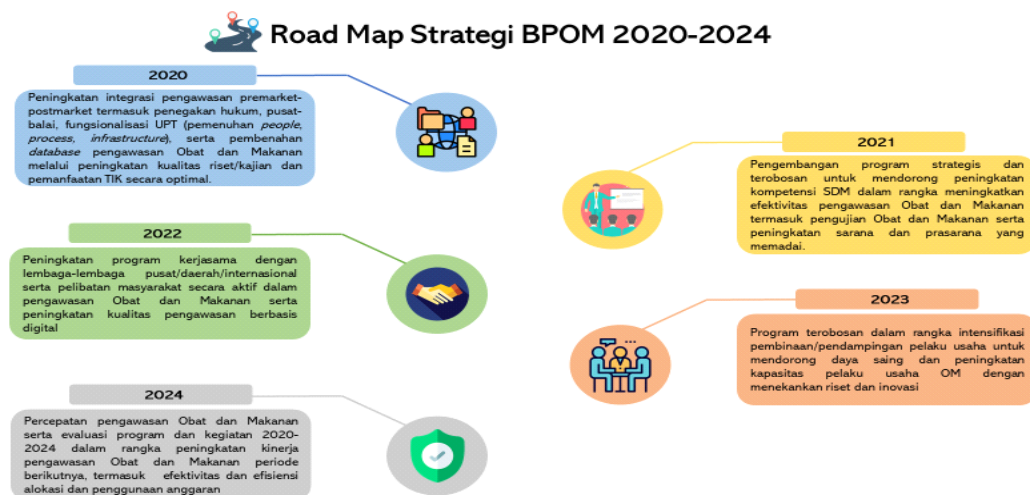 Road Map Strategi BPOM 2020-2024
2020
Peningkatan integrasi pengawasan premarket-
postmarket termasuk penegakan hukum, pusat-
balai, fungsionalisasi UPT (pemenuhan people,
process, infrastructure), serta pembenahan
database pengawasan Obat dan Makanan
melalui peningkatan kualitas riset/kajian dan
pemanfaatan TIK secara optimal.
2021
Pengembangan program strategis dan
terobosan untuk mendorong peningkatan
kompetensi SDM dalam rangka meningkatkan
efektivitas pengawasan Obat dan Makanan
termasuk pengujian Obat dan Makanan serta
peningkatan sarana dan prasarana yang
memadai.
2022
Peningkatan program kerjasama dengan
lembaga-lembaga pusat/daerah/internasional
serta pelibatan masyarakat secara aktif dalam
pengawasan Obat dan Makanan serta
peningkatan kualitas pengawasan berbasis
digital
2023
Program terobosan dalam rangka intensifikasi
pembinaan/pendampingan pelaku usaha untuk
mendorong daya saing dan peningkatan
kapasitas pelaku usaha OM dengan
menekankan riset dan inovasi
2024
Percepatan pengawasan Obat dan Makanan
serta evaluasi program dan kegiatan 2020-
2024 dalam rangka peningkatan kinerja
pengawasan Obat dan Makanan periode
berikutnya, termasuk efektivitas dan efisiensi
alokasi dan penggunaan anggaran